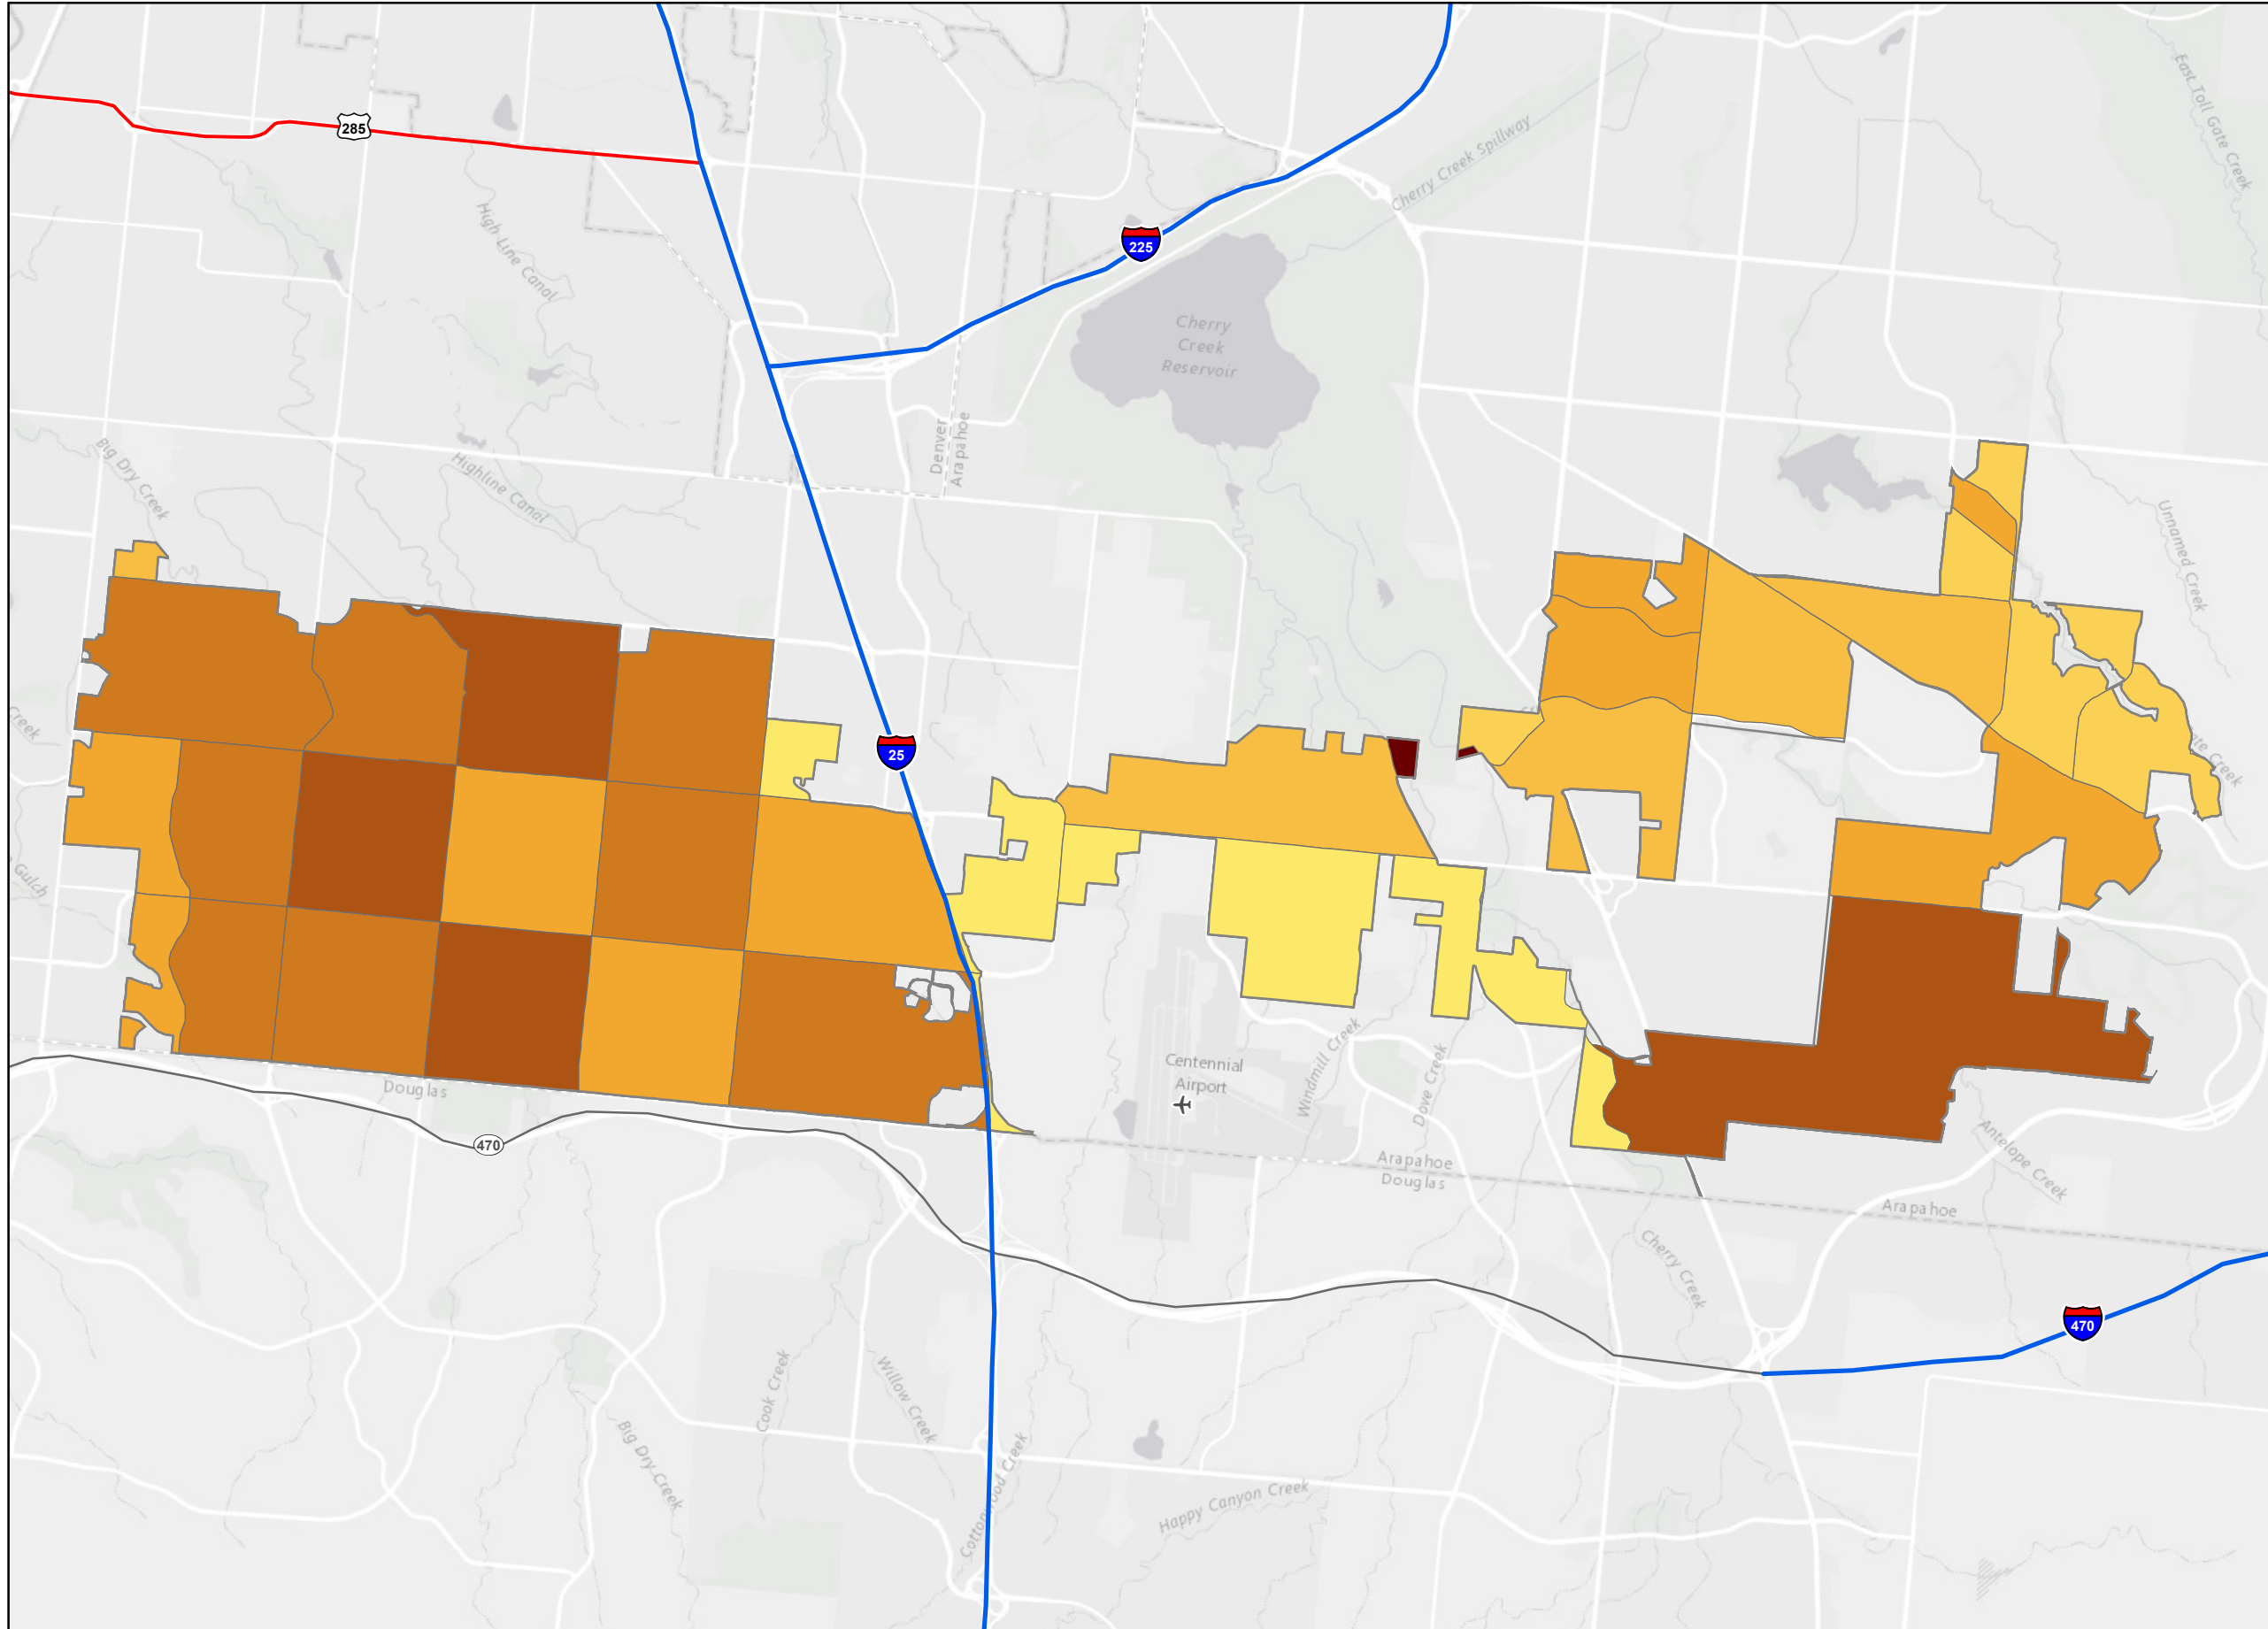 285
225
Cherry Creek Spillway
East Toll Gate Creek
High Line Canal
Cherry
Creek
Reservoir
Denver
Arapahoe
Big Dry Creek
Highline Canal
Unnamed Creek
Creek
25
Gulch
Centennial
Airport
Windmill Creek
Dove Creek
Douglas
470
Arapahoe
Douglas
Antelope Creek
Arapahoe
Cherry Creek
470
Cook Creek
Willow Creek
Big Dry Creek
Cottonwood Creek
Happy Canyon Creek